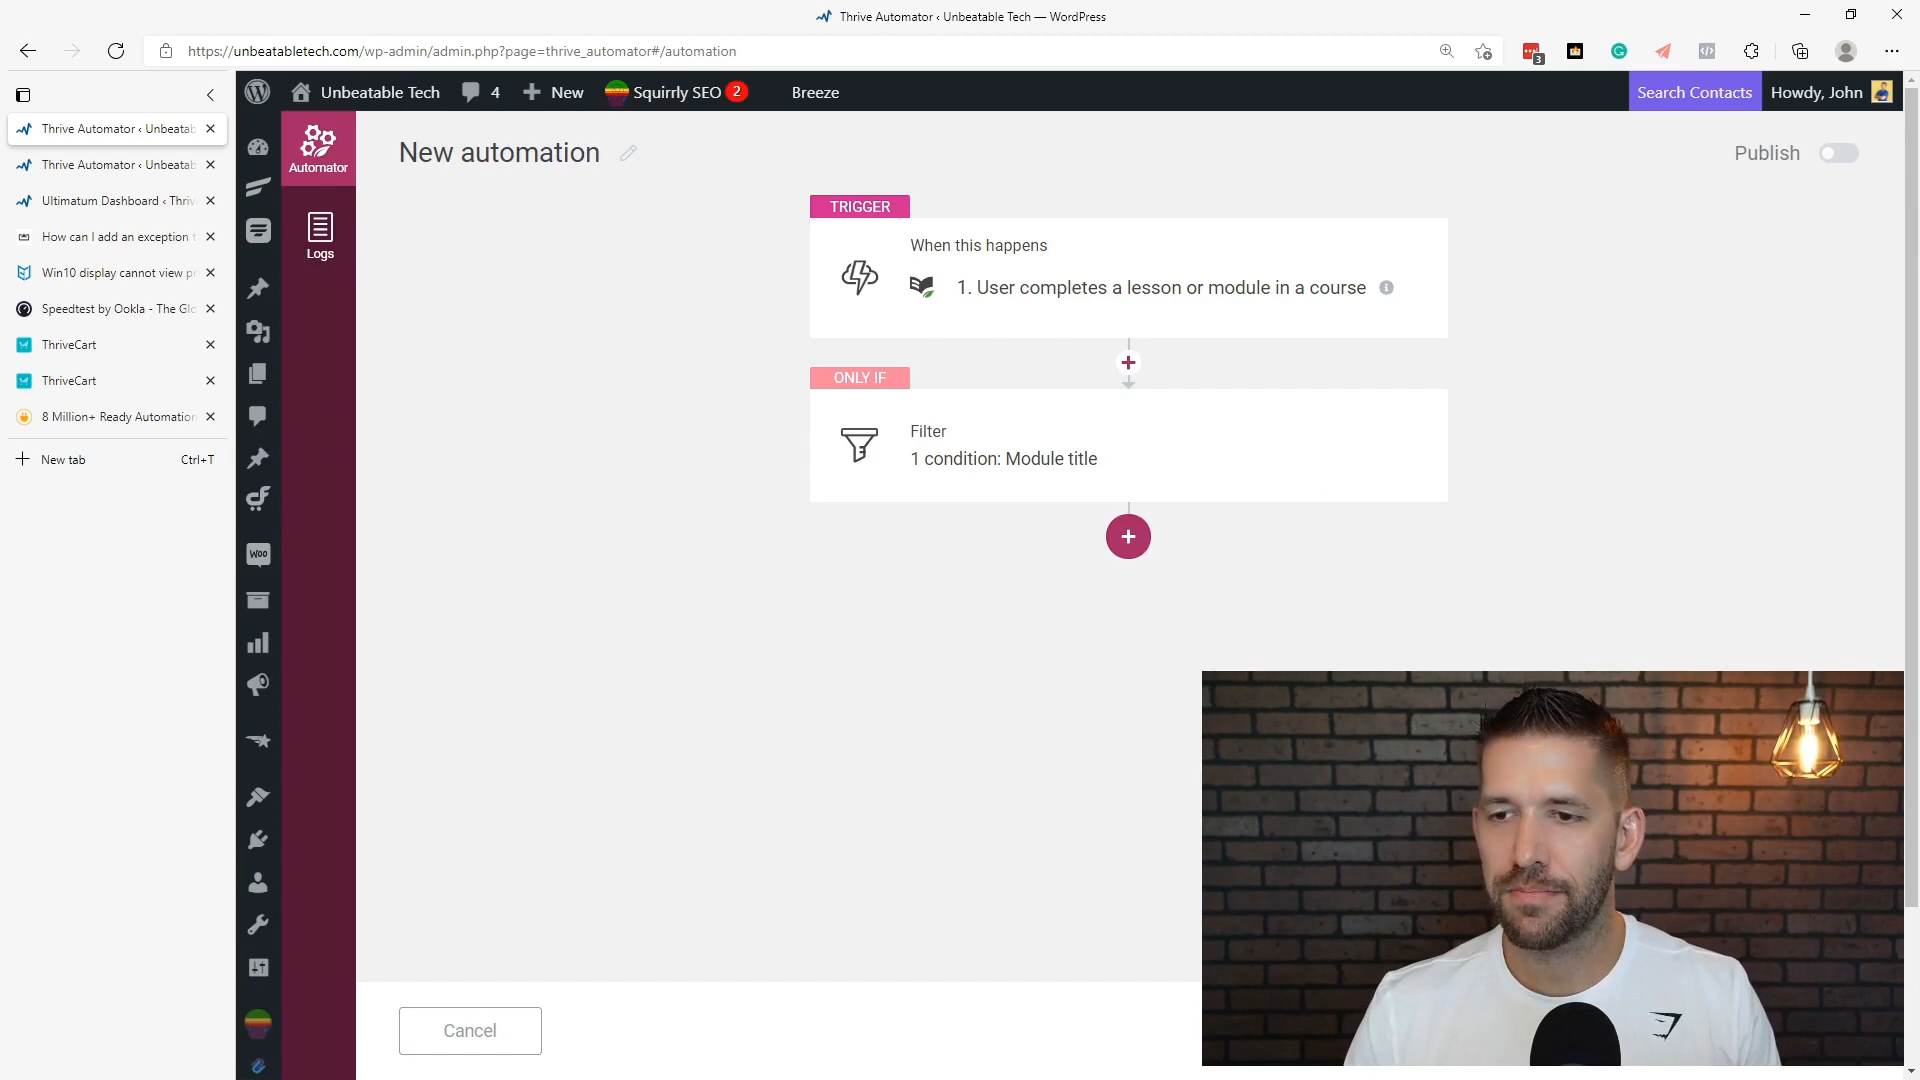 Thrive Automator ‹ Unbeatable Tech — WordPress
https://unbeatabletech.com/wp-admin/admin.php?page=thrive_automator#/automation
3
Unbeatable Tech
4
New
Squirrly SEO 2
Breeze
Search Contacts
Howdy, John
Thrive Automator ‹ Unbeatab
Thrive Automator ‹ Unbeatab
Ultimatum Dashboard ‹ Thriv
How can I add an exception t
Win10 display cannot view pr
Speedtest by Ookla - The Glo
ThriveCart
ThriveCart
8 Million+ Ready Automation
New tab Ctrl+T
Automator
Logs
WOO
New automation
Publish
TRIGGER
When this happens
1. User completes a lesson or module in a course
ONLY IF
Filter
1 condition: Module title
Cancel